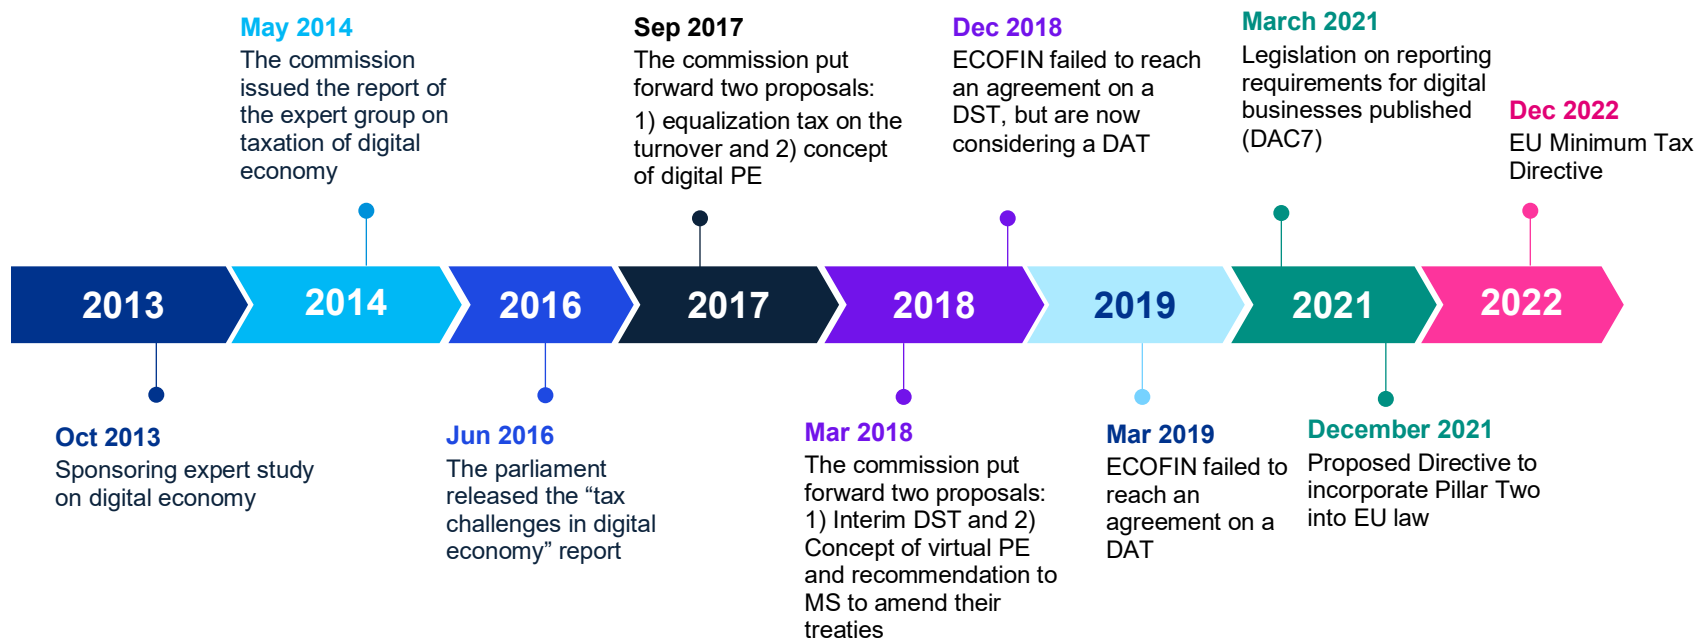 May 2014
The commission
issued the report of
the expert group on
taxation of digital
economy
Sep 2017
The commission put
forward two proposals:
1) equalization tax on the
turnover and 2) concept
of digital PE
Dec 2018
ECOFIN failed to reach
an agreement on a
DST, but are now
considering a DAT
March 2021
Legislation on reporting
requirements for digital
businesses published
(DAC7)
Dec 2022
EU Minimum Tax
Directive
2013
2014
2016
2017
2018
2019
2021
2022
Oct 2013
Sponsoring expert study
on digital economy
Jun 2016
The parliament
released the “tax
challenges in digital
economy” report
Mar 2018
The commission put
forward two proposals:
1) Interim DST and 2)
Concept of virtual PE
and recommendation to
MS to amend their
treaties
Mar 2019
ECOFIN failed to
reach an
agreement on a
DAT
December 2021
Proposed Directive to
incorporate Pillar Two
into EU law